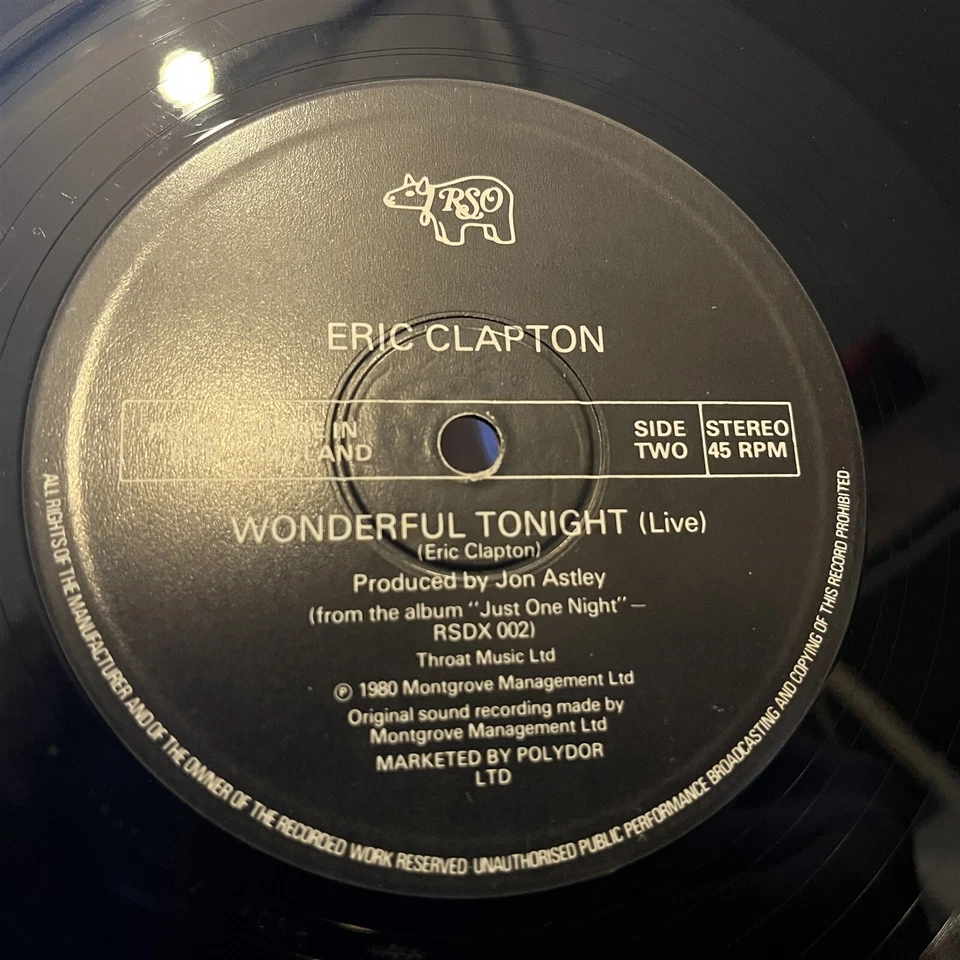 RSO
ERIC CLAPTON
MADE IN
ENGLAND
SIDE
TWO
STEREO
45 RPM
WONDERFUL TONIGHT (Live)
(Eric Clapton)
Produced by Jon Astley
(from the album "Just One Night" —
RSDX 002)
Throat Music Ltd
℗ 1980 Montgrove Management Ltd
Original sound recording made by
Montgrove Management Ltd
MARKETED BY POLYDOR
LTD
ALL RIGHTS OF THE MANUFACTURER AND OF THE OWNER OF THE RECORDED WORK RESERVED · UNAUTHORISED PUBLIC PERFORMANCE BROADCASTING AND COPYING OF THIS RECORD PROHIBITED·